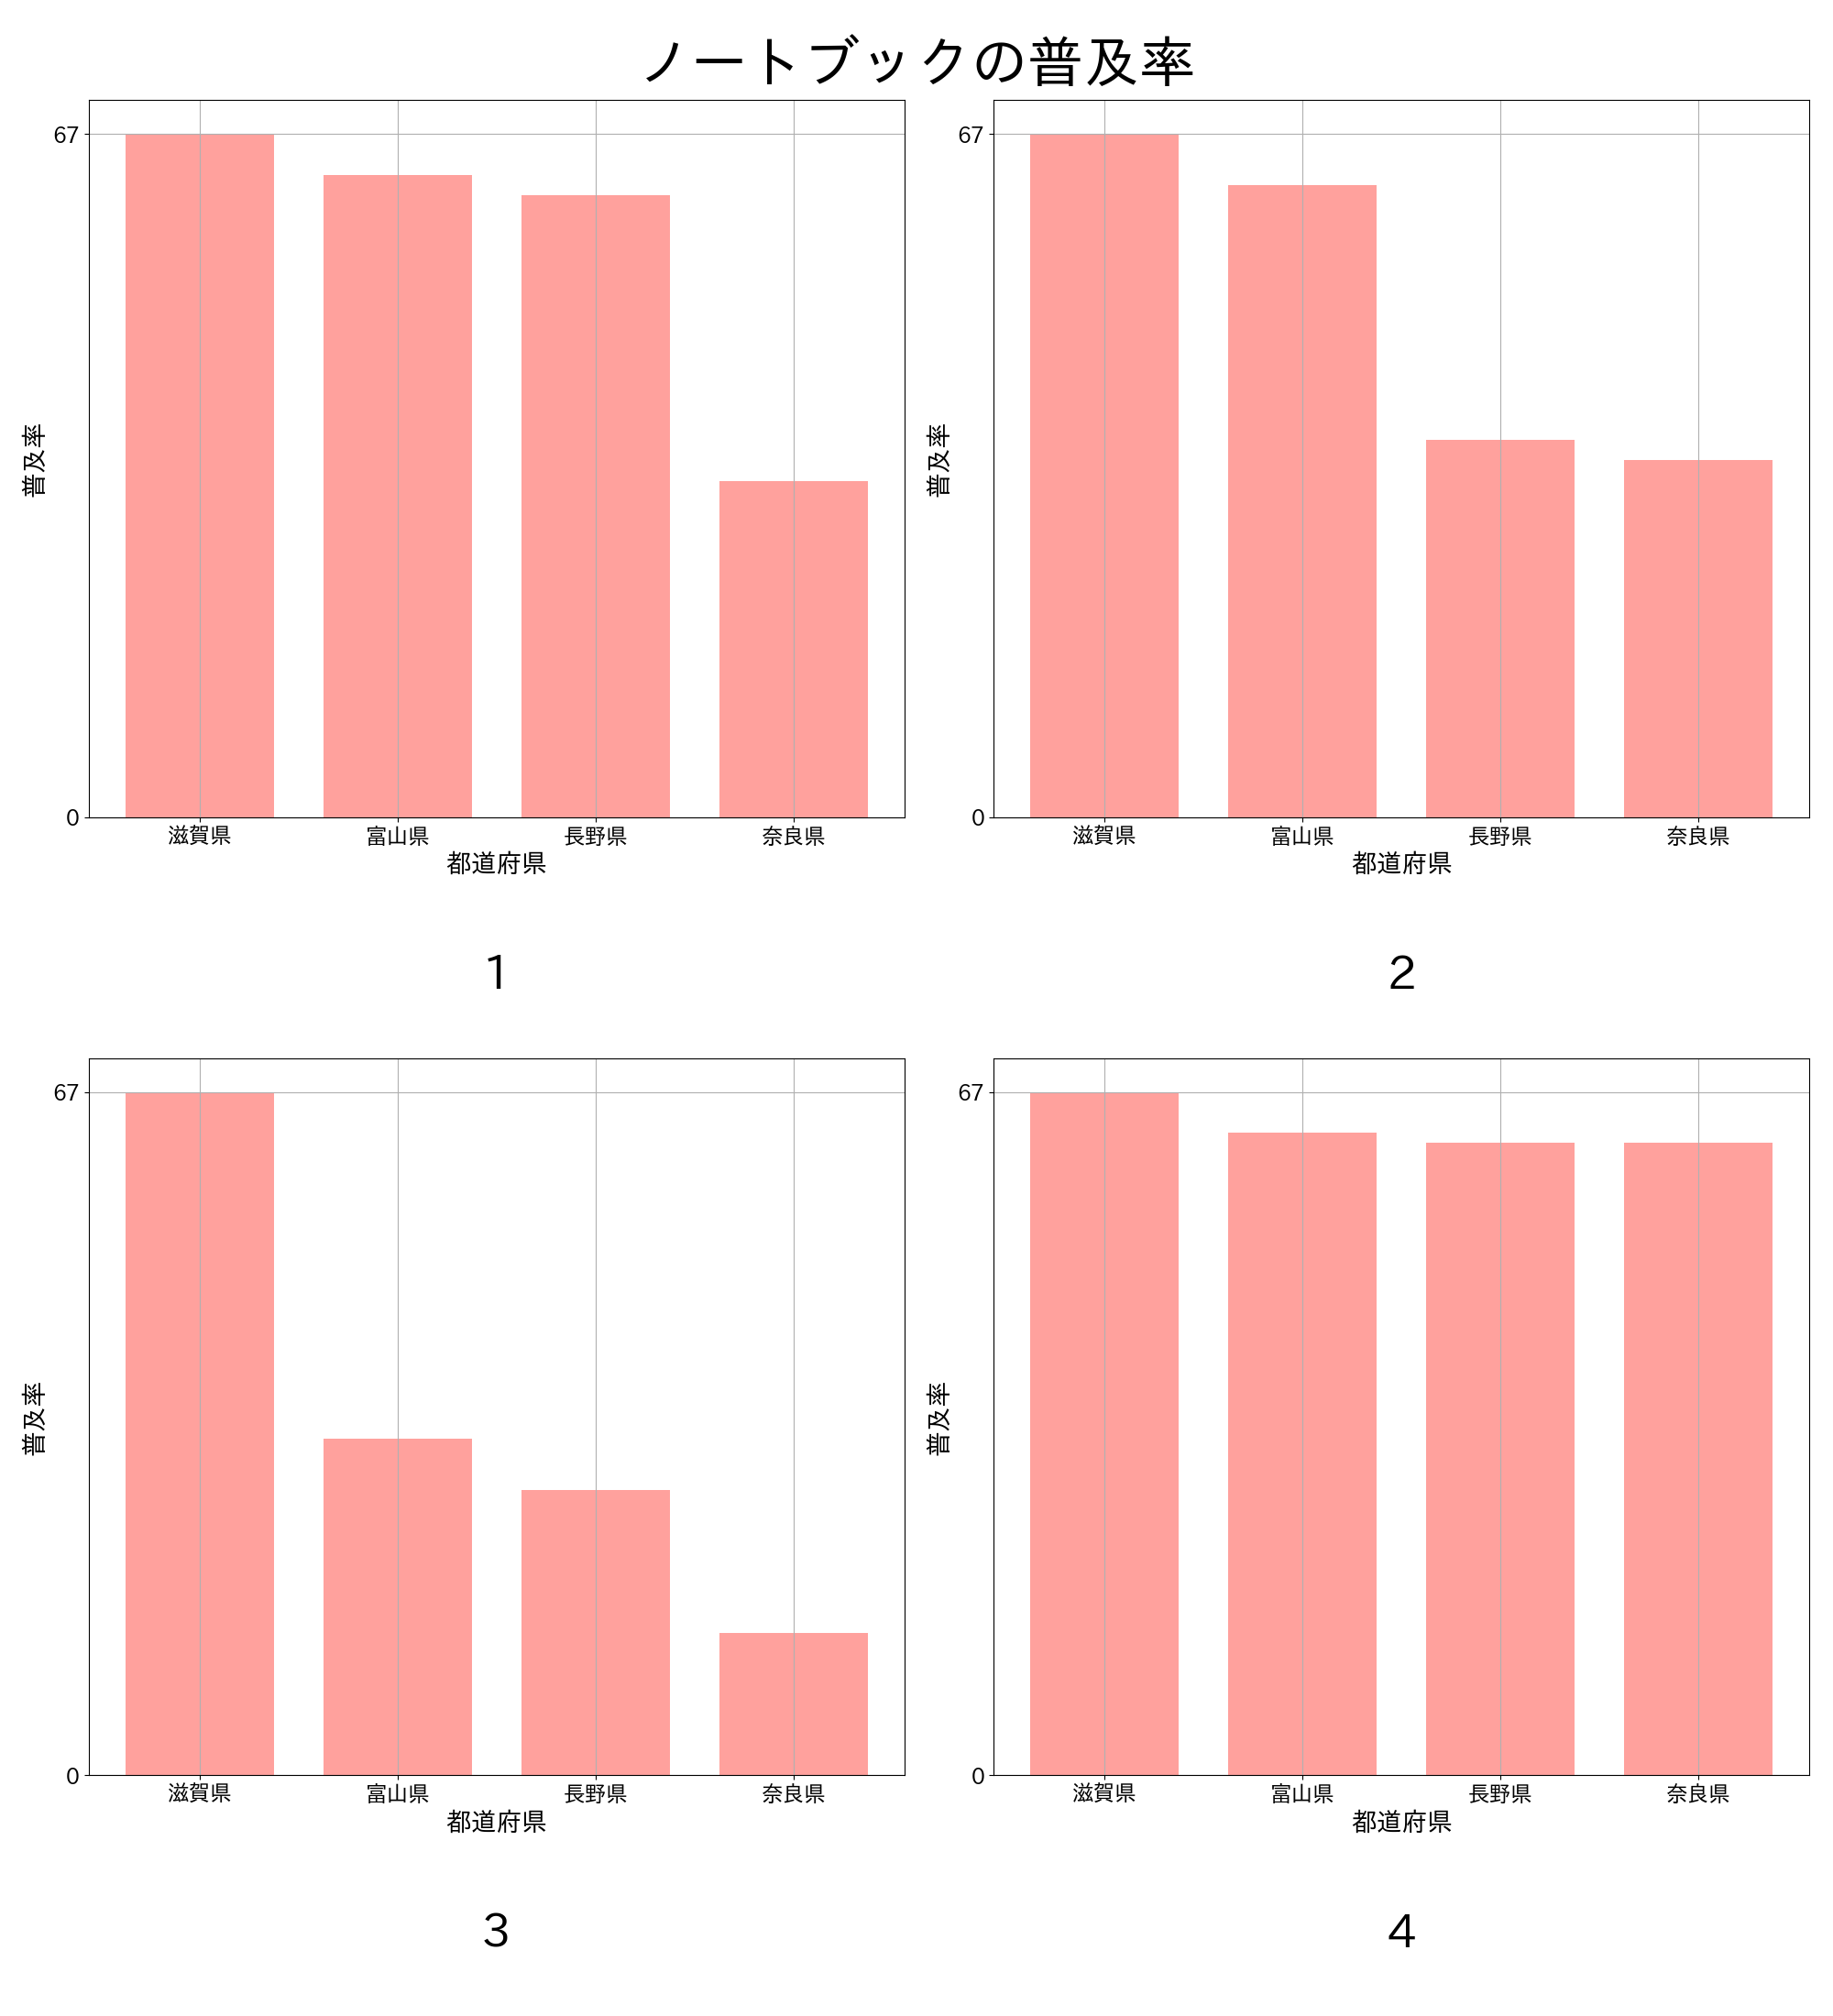 ノートブックの普及率
67
0
普及率
滋賀県 富山県 長野県 奈良県
都道府県
1
67
0
普及率
滋賀県 富山県 長野県 奈良県
都道府県
2
67
0
普及率
滋賀県 富山県 長野県 奈良県
都道府県
3
67
0
普及率
滋賀県 富山県 長野県 奈良県
都道府県
4